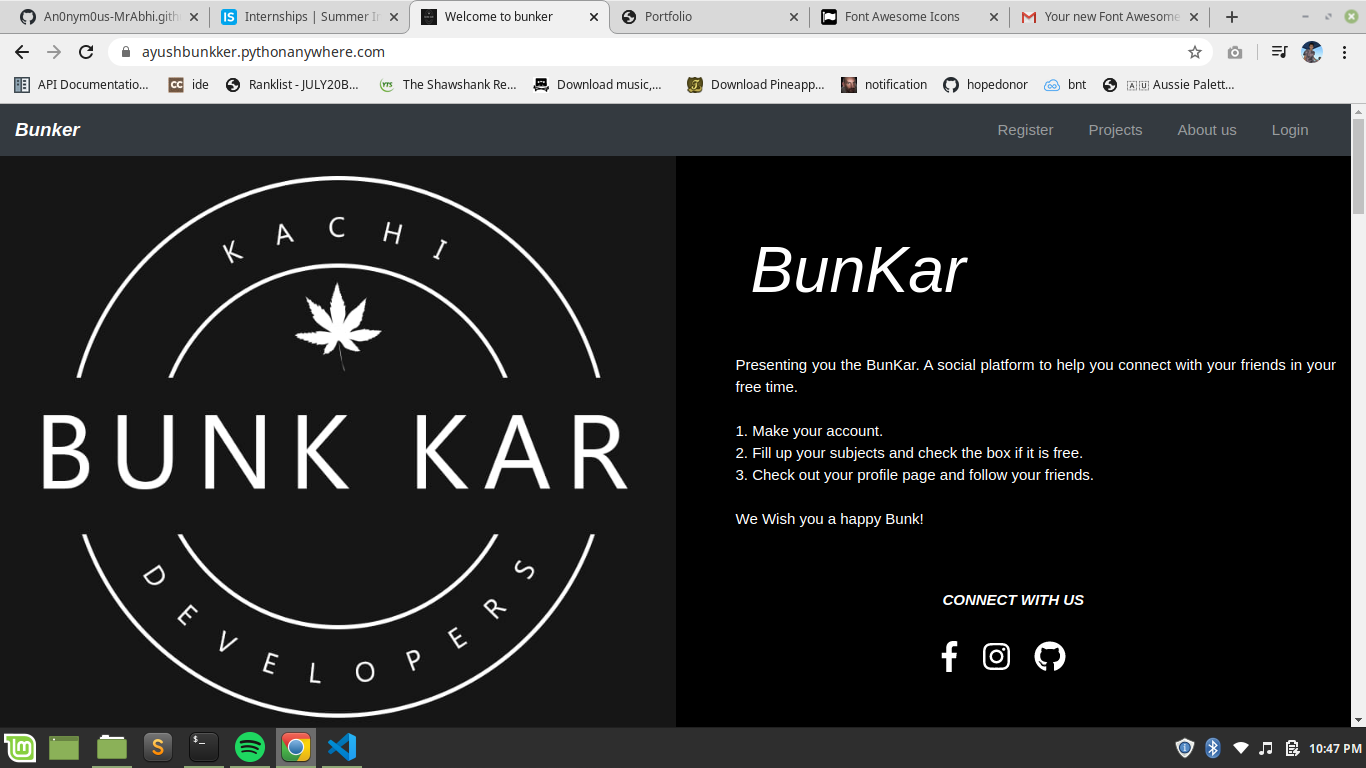 An0nym0us-MrAbhi.gith
Internships | Summer In
Welcome to bunker
Portfolio
Font Awesome Icons
Your new Font Awesome
ayushbunkker.pythonanywhere.com
API Documentatio...
CC ide
Ranklist - JULY20B...
The Shawshank Re...
Download music,...
Download Pineapp...
notification
hopedonor
bnt
🇦🇺 Aussie Palett...
Bunker
Register
Projects
About us
Login
KACHI
BUNK KAR
DEVELOPERS
BunKar
Presenting you the BunKar. A social platform to help you connect with your friends in your
free time.
1. Make your account.
2. Fill up your subjects and check the box if it is free.
3. Check out your profile page and follow your friends.
We Wish you a happy Bunk!
CONNECT WITH US
10:47 PM